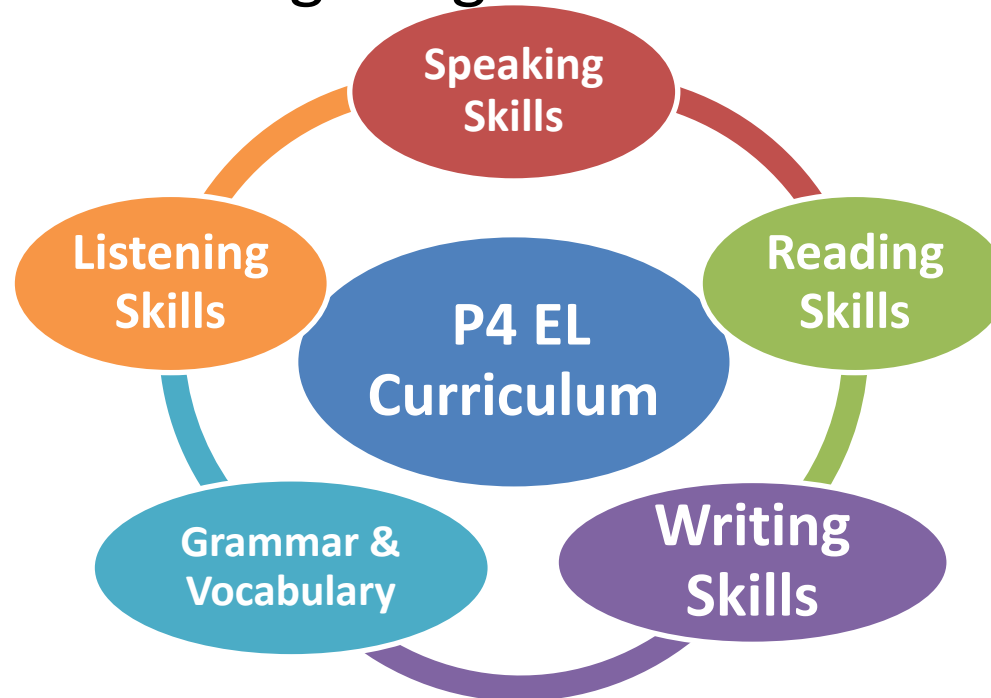 Speaking
Skills
Listening
Skills
Reading
Skills
P4 EL
Curriculum
Grammar &
Vocabulary
Writing
Skills